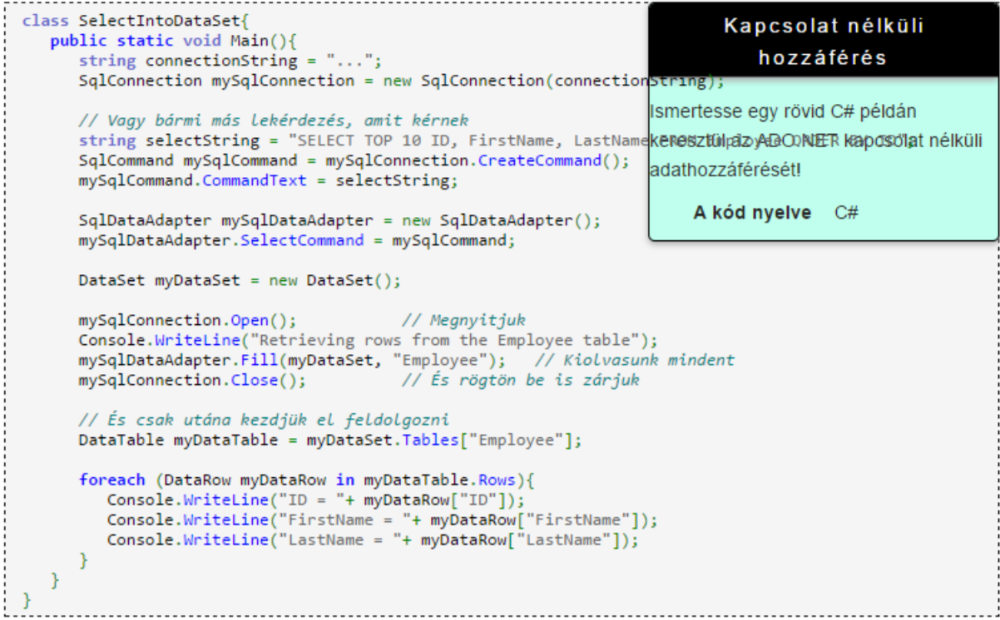 class SelectIntoDataSet{
public static void Main(){
string connectionString = "...";
SqlConnection mySqlConnection = new SqlConnection(connectionString);
// Vagy bármi más lekérdezés, amit kérnek
string selectString = "SELECT TOP 10 ID, FirstName, LastName FROM Employee ORDER BY ID";
SqlCommand mySqlCommand = mySqlConnection.CreateCommand();
mySqlCommand.CommandText = selectString;
SqlDataAdapter mySqlDataAdapter = new SqlDataAdapter();
mySqlDataAdapter.SelectCommand = mySqlCommand;
DataSet myDataSet = new DataSet();
mySqlConnection.Open(); // Megnyitjuk
Console.WriteLine("Retrieving rows from the Employee table");
mySqlDataAdapter.Fill(myDataSet, "Employee"); // Kiolvasunk mindent
mySqlConnection.Close(); // És rögtön be is zárjuk
// És csak utána kezdjük el feldolgozni
DataTable myDataTable = myDataSet.Tables["Employee"];
foreach (DataRow myDataRow in myDataTable.Rows){
Console.WriteLine("ID = "+ myDataRow["ID"]);
Console.WriteLine("FirstName = "+ myDataRow["FirstName"]);
Console.WriteLine("LastName = "+ myDataRow["LastName"]);
}
}
}
Kapcsolat nélküli
hozzáférés
Ismertesse egy rövid C# példán
keresztül az ADO.NET kapcsolat nélküli
adathozzáférését!
A kód nyelve C#